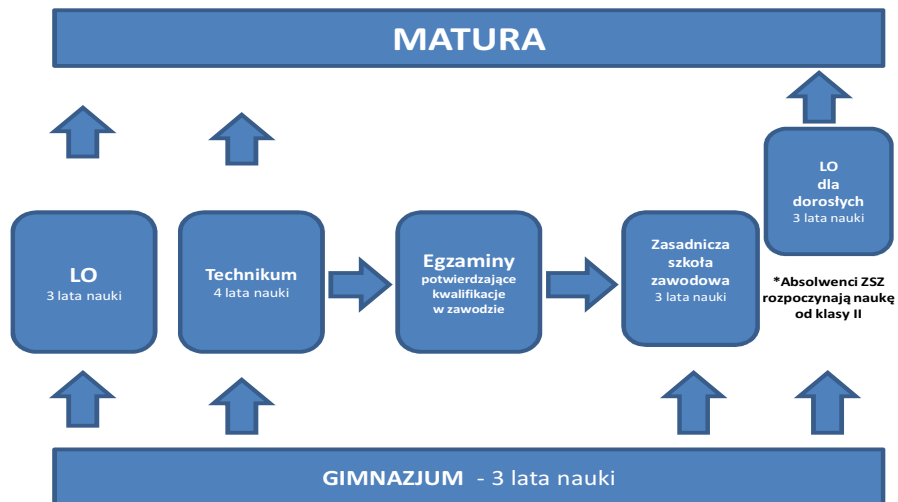 MATURA
LO
3 lata nauki
Technikum
4 lata nauki
Egzaminy
potwierdzające
kwalifikacje
w zawodzie
Zasadnicza
szkoła
zawodowa
3 lata nauki
LO
dla
dorosłych
3 lata nauki
*Absolwenci ZSZ
rozpoczynają naukę
od klasy II
GIMNAZJUM - 3 lata nauki